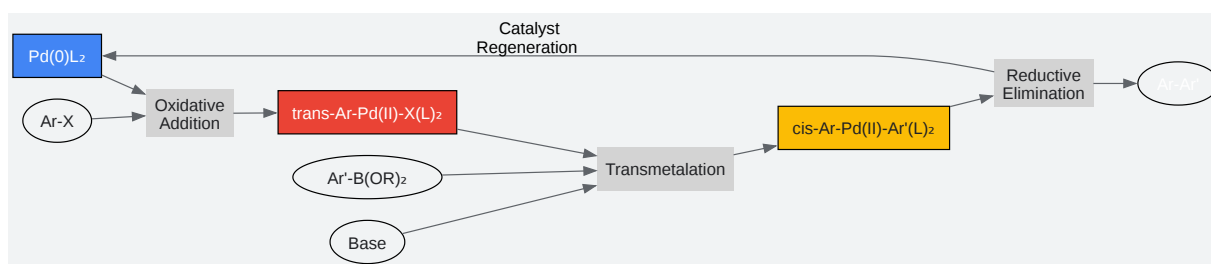 Catalyst
Regeneration
Pd(0)L₂
Ar-X
Oxidative
Addition
trans-Ar-Pd(II)-X(L)₂
Ar'-B(OR)₂
Base
Transmetalation
cis-Ar-Pd(II)-Ar'(L)₂
Reductive
Elimination
Ar-Ar'